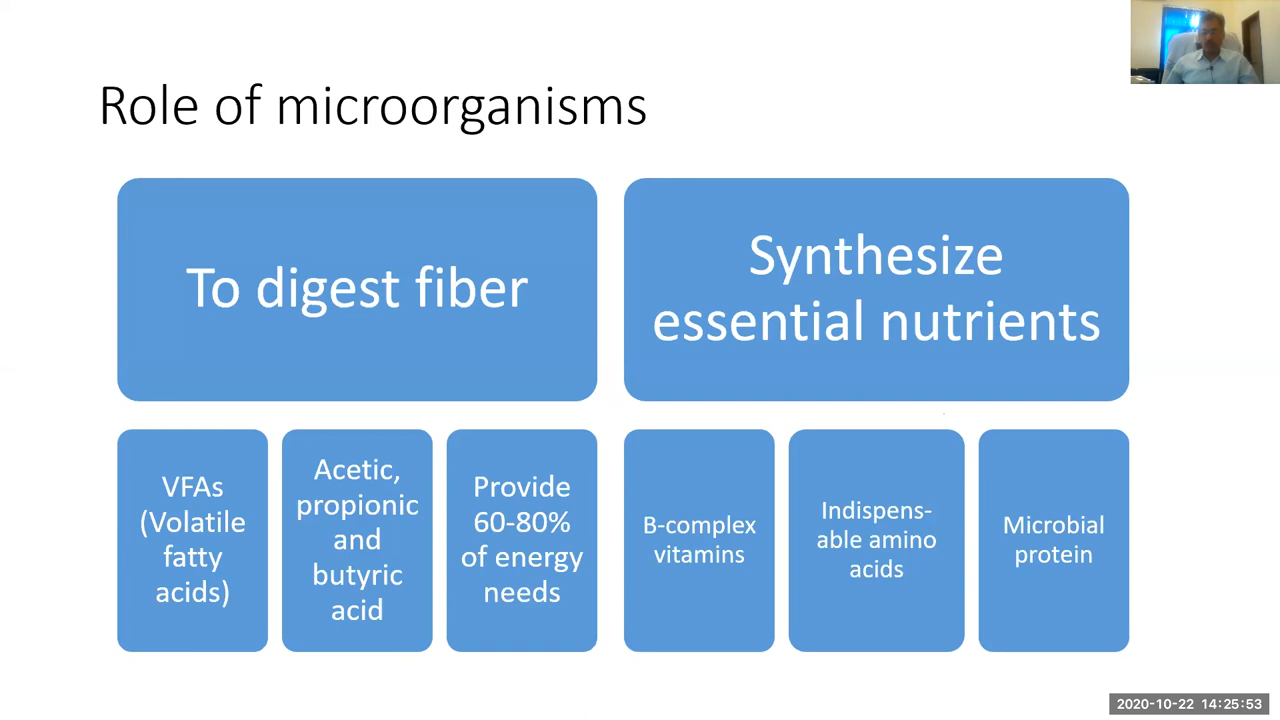 Role of microorganisms
To digest fiber
Synthesize
essential nutrients
VFAs
(Volatile
fatty
acids)
Acetic,
propionic
and
butyric
acid
Provide
60-80%
of energy
needs
B-complex
vitamins
Indispens-
able amino
acids
Microbial
protein
2020-10-22 14:25:53